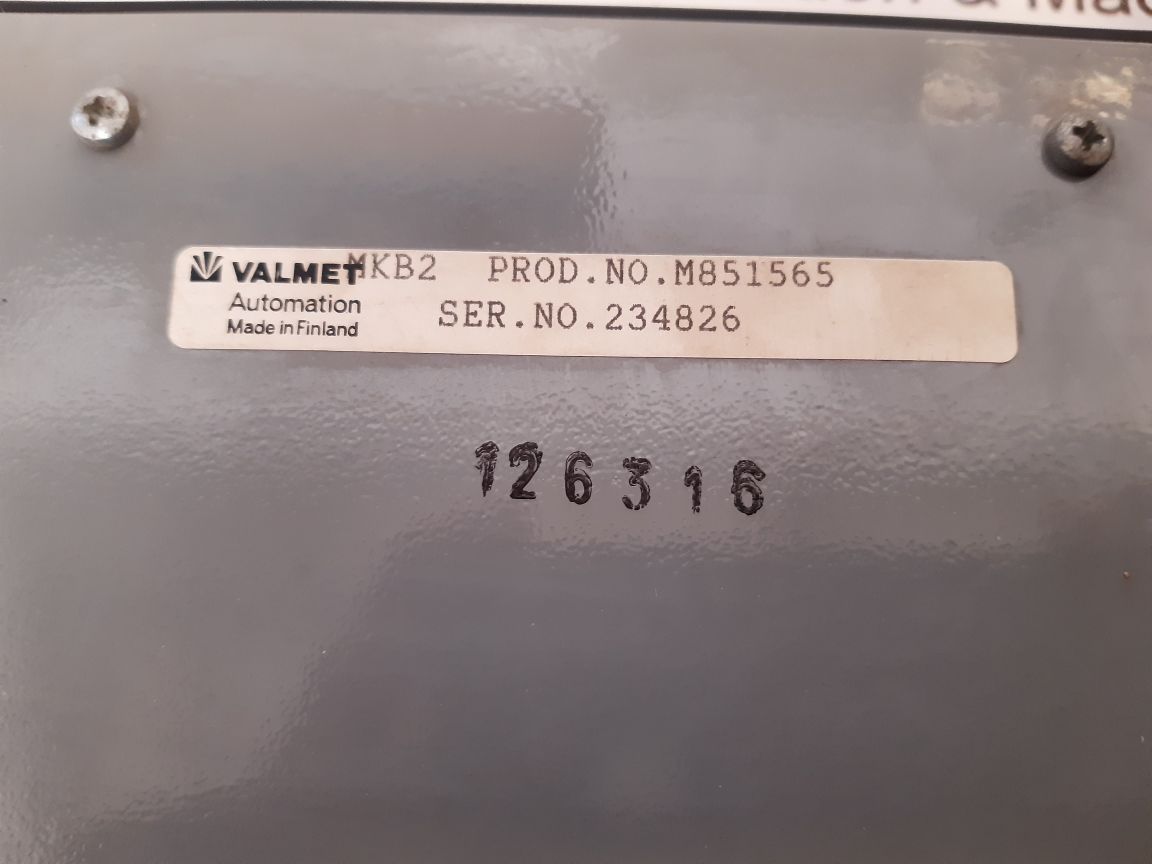 VALMET MKB2 PROD.NO.M851565
Automation SER.NO.234826
Made in Finland
126316